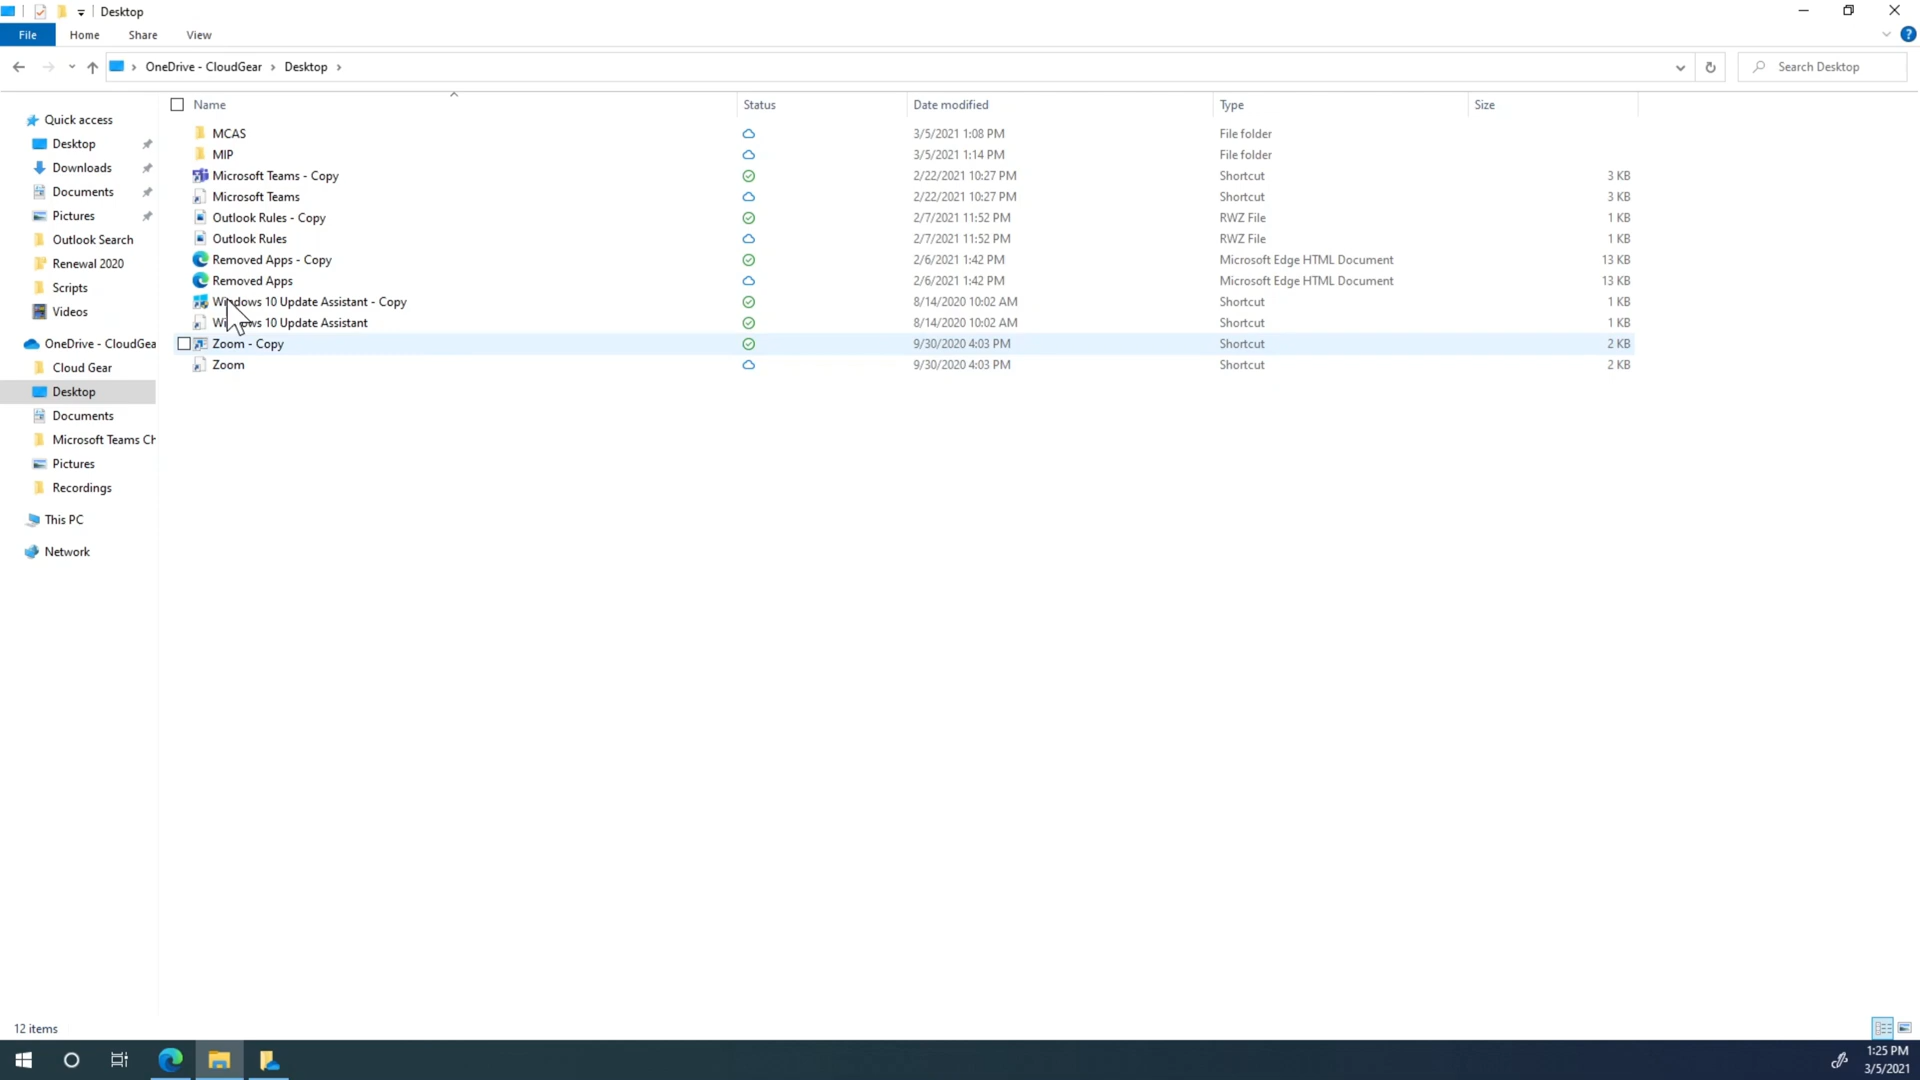 Desktop
File Home Share View
OneDrive - CloudGear Desktop
Search Desktop
Name Status Date modified Type Size
Quick access
Desktop
Downloads
Documents
Pictures
Outlook Search
Renewal 2020
Scripts
Videos
OneDrive - CloudGea
Cloud Gear
Desktop
Documents
Microsoft Teams Ch
Pictures
Recordings
This PC
Network
MCAS 3/5/2021 1:08 PM File folder
MIP 3/5/2021 1:14 PM File folder
Microsoft Teams - Copy 2/22/2021 10:27 PM Shortcut 3 KB
Microsoft Teams 2/22/2021 10:27 PM Shortcut 3 KB
Outlook Rules - Copy 2/7/2021 11:52 PM RWZ File 1 KB
Outlook Rules 2/7/2021 11:52 PM RWZ File 1 KB
Removed Apps - Copy 2/6/2021 1:42 PM Microsoft Edge HTML Document 13 KB
Removed Apps 2/6/2021 1:42 PM Microsoft Edge HTML Document 13 KB
Windows 10 Update Assistant - Copy 8/14/2020 10:02 AM Shortcut 1 KB
Windows 10 Update Assistant 8/14/2020 10:02 AM Shortcut 1 KB
Zoom - Copy 9/30/2020 4:03 PM Shortcut 2 KB
Zoom 9/30/2020 4:03 PM Shortcut 2 KB
12 items
1:25 PM
3/5/2021